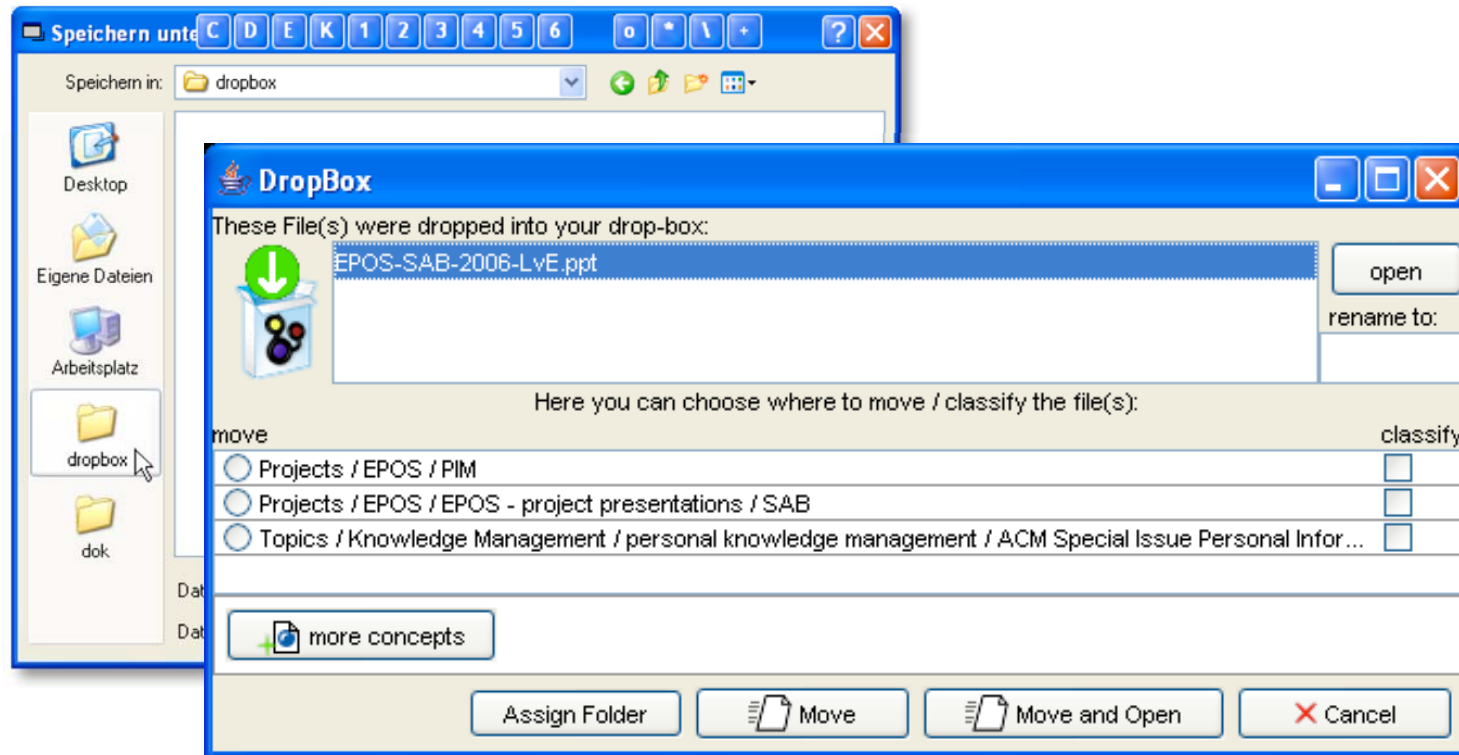 Speichern unte C D E K 1 2 3 4 5 6 o * \ + ?
Speichern in: dropbox
Desktop
Eigene Dateien
Arbeitsplatz
dropbox
dok
Dat
Dat
DropBox
These File(s) were dropped into your drop-box:
EPOS-SAB-2006-LvE.ppt
open
rename to:
Here you can choose where to move / classify the file(s):
move classify
Projects / EPOS / PIM
Projects / EPOS / EPOS - project presentations / SAB
Topics / Knowledge Management / personal knowledge management / ACM Special Issue Personal Infor...
more concepts
Assign Folder Move Move and Open Cancel